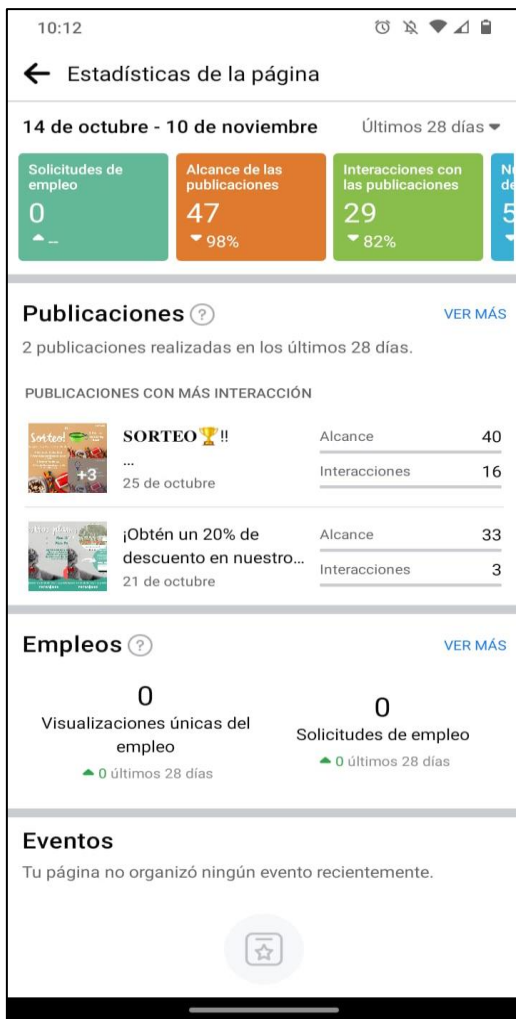 10:12
Estadísticas de la página
14 de octubre - 10 de noviembre
Últimos 28 días
Solicitudes de
empleo
0
--
Alcance de las
publicaciones
47
98%
Interacciones con
las publicaciones
29
82%
5
Publicaciones
?
VER MÁS
2 publicaciones realizadas en los últimos 28 días.
PUBLICACIONES CON MÁS INTERACCIÓN
Sorteo!
+3
SORTEO🏆!!
...
25 de octubre
Alcance 40
Interacciones 16
¡Obtén un 20% de
descuento en nuestro...
21 de octubre
Alcance 33
Interacciones 3
Empleos
?
VER MÁS
0
Visualizaciones únicas del
empleo
0 últimos 28 días
0
Solicitudes de empleo
0 últimos 28 días
Eventos
Tu página no organizó ningún evento recientemente.